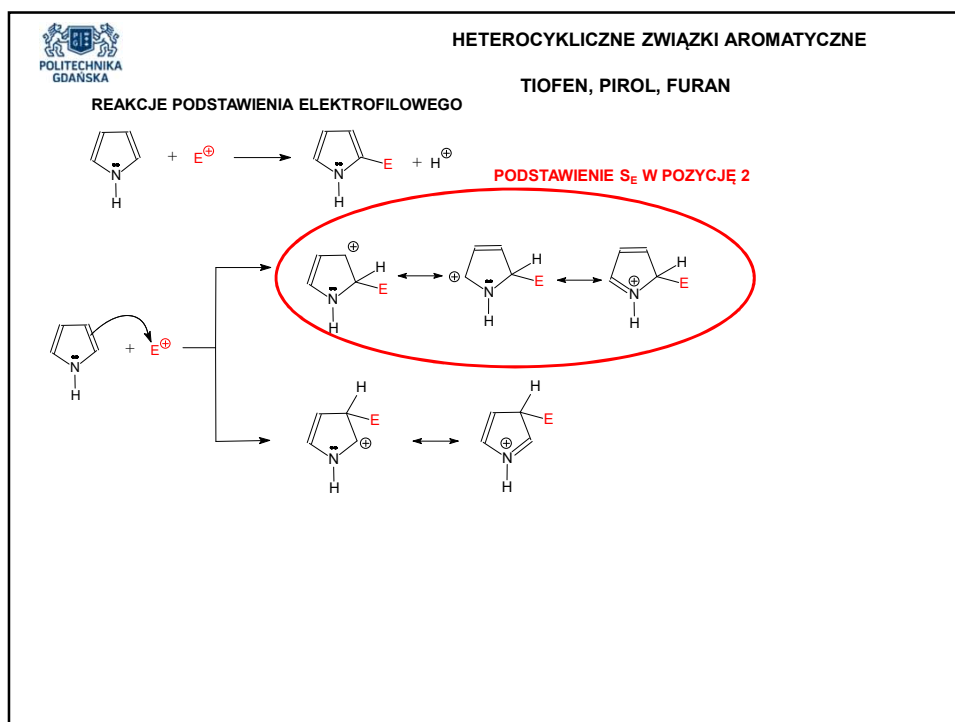 POLITECHNIKA
GDAŃSKA
HETEROCYKLICZNE ZWIĄZKI AROMATYCZNE
TIOFEN, PIROL, FURAN
REAKCJE PODSTAWIENIA ELEKTROFILOWEGO
N
H
+ E⊕
N
H
E
+ H⊕
PODSTAWIENIE SE W POZYCJĘ 2
⊕
H
E
N
H
⊕
H
E
N
H
H
E
⊕
N
H
N
H
+ E⊕
H
E
⊕
N
H
H
E
⊕
N
H